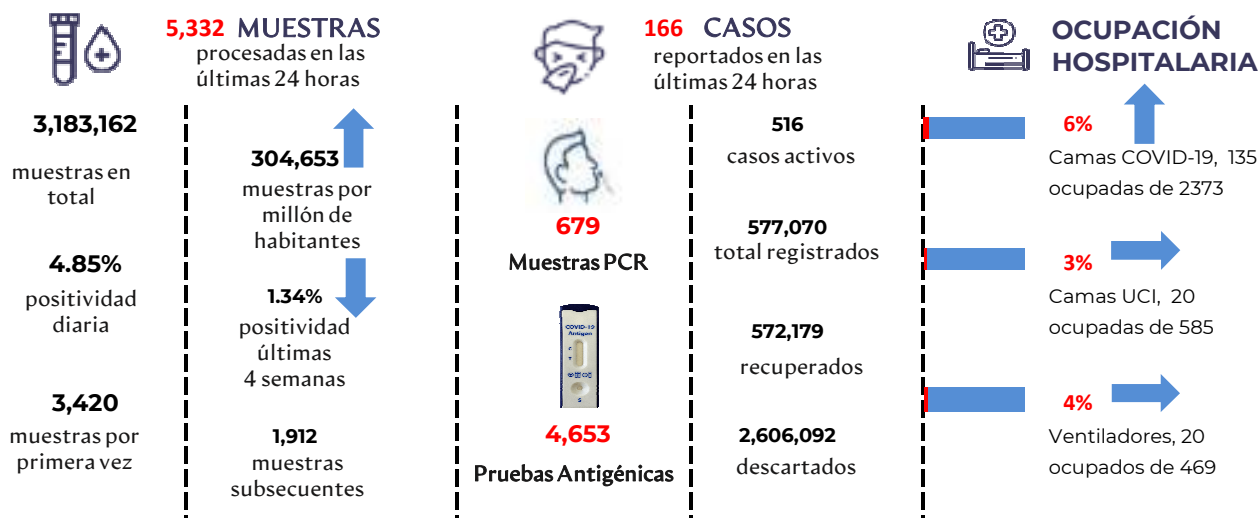 5,332 MUESTRAS
procesadas en las
últimas 24 horas
3,183,162
muestras en
total
4.85%
positividad
diaria
3,420
muestras por
primera vez
304,653
muestras por
millón de
habitantes
1.34%
positividad
últimas
4 semanas
1,912
muestras
subsecuentes
166 CASOS
reportados en las
últimas 24 horas
679
Muestras PCR
COVID-19
Antigen
C
T
S
4,653
Pruebas Antigénicas
516
casos activos
577,070
total registrados
572,179
recuperados
2,606,092
descartados
OCUPACIÓN
HOSPITALARIA
6%
Camas COVID-19, 135
ocupadas de 2373
3%
Camas UCI, 20
ocupadas de 585
4%
Ventiladores, 20
ocupados de 469